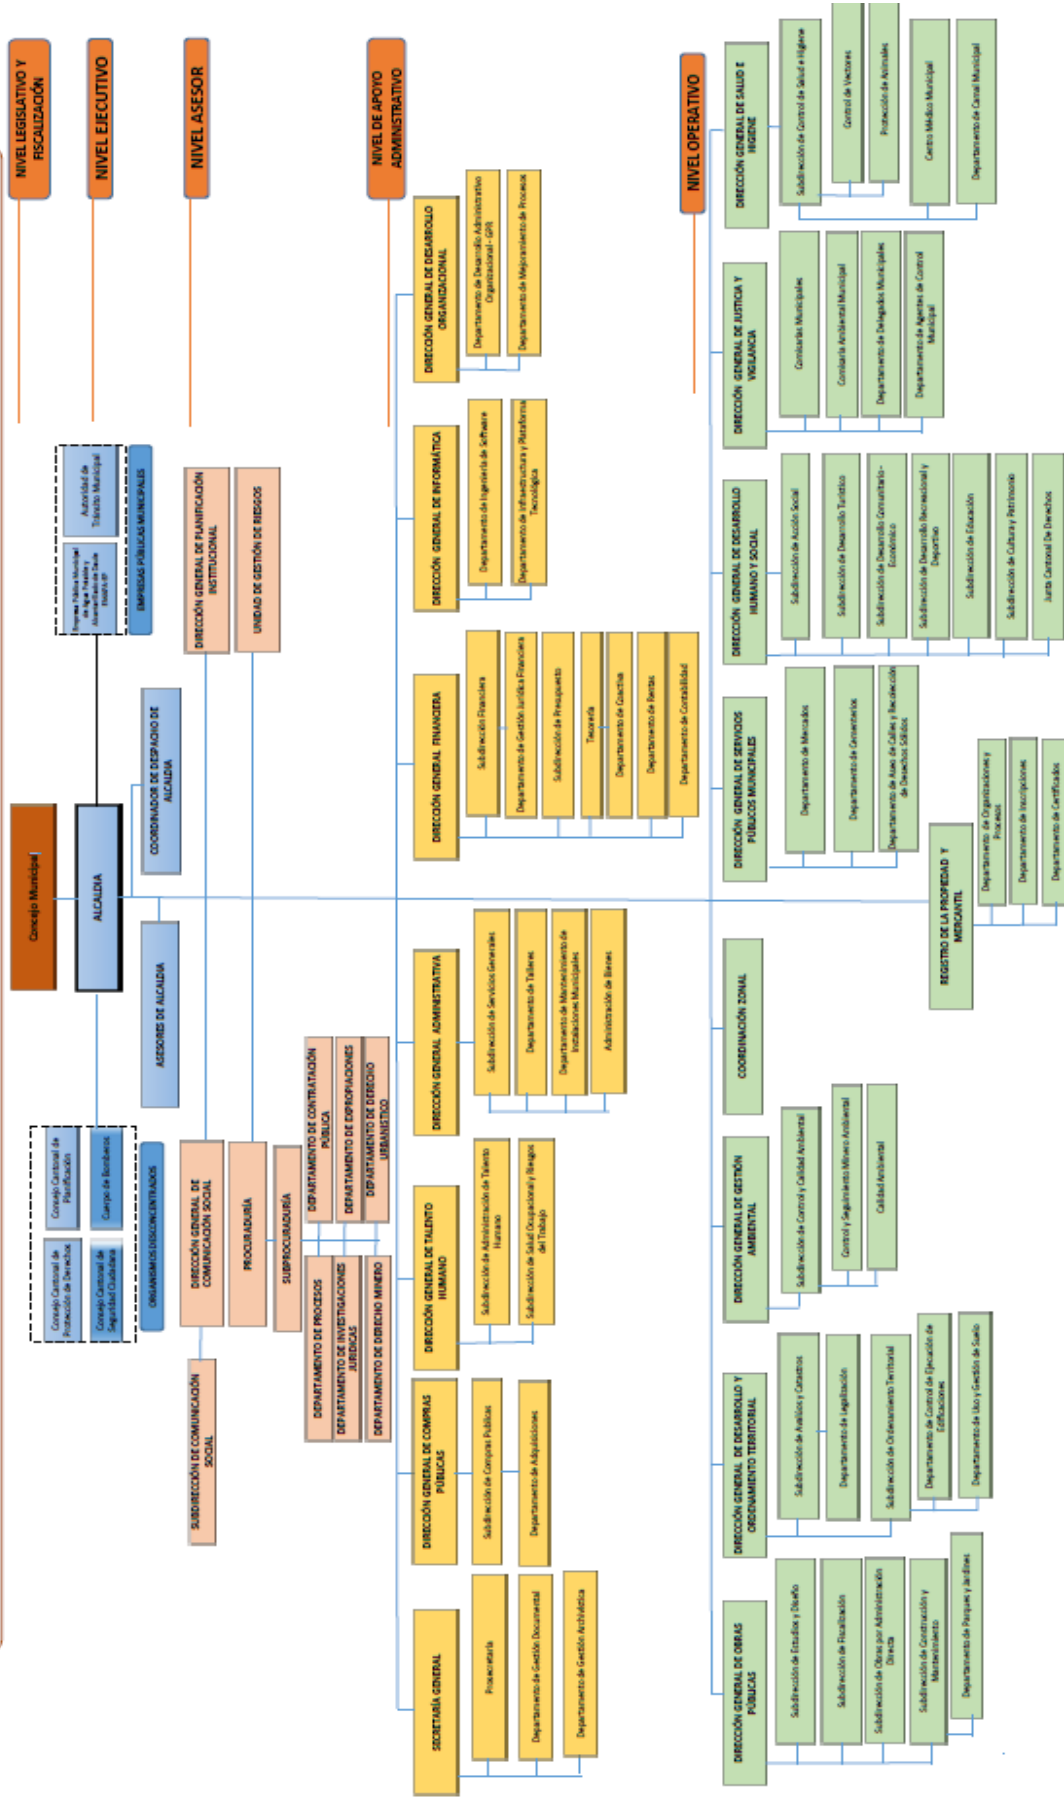 Concejo Municipal
NIVEL LEGISLATIVO Y
FISCALIZACIÓN
Concejo Cantonal de
Protección de Derechos
Concejo Cantonal de
Planificación
Concejo Cantonal de
Seguridad Ciudadana
Cuerpo de Bomberos
ORGANISMOS DISCONCENTRADOS
ALCALDIA
Empresa Pública Municipal
de Agua Potable y
Alcantarillado de Daule
Autoridad de
Tránsito Municipal
EMPRESAS PÚBLICAS MUNICIPALES
NIVEL EJECUTIVO
ASESORES DE ALCALDIA
COORDINADOR DE DESPACHO DE
ALCALDIA
NIVEL ASESOR
SUBDIRECCIÓN DE COMUNICACIÓN
SOCIAL
DIRECCIÓN GENERAL DE
COMUNICACIÓN SOCIAL
DIRECCIÓN GENERAL DE PLANIFICACIÓN
INSTITUCIONAL
PROCURADURÍA
UNIDAD DE GESTIÓN DE RIESGOS
SUBPROCURADURÍA
DEPARTAMENTO DE PROCESOS
DEPARTAMENTO DE CONTRATACIÓN
PÚBLICA
DEPARTAMENTO DE INVESTIGACIONES
JURIDICAS
DEPARTAMENTO DE EXPROPIACIONES
DEPARTAMENTO DE DERECHO MINERO
DEPARTAMENTO DE DERECHO
URBANISTICO
NIVEL DE APOYO
ADMINISTRATIVO
SECRETARÍA GENERAL
Prosecretaría
Departamento de Gestión Documental
Departamento de Gestión Archivística
DIRECCIÓN GENERAL DE COMPRAS
PÚBLICAS
Subdirección de Compras Publicas
Departamento de Adquisiciones
DIRECCIÓN GENERAL DE TALENTO
HUMANO
Subdirección de Administración de Talento
Humano
Subdirección de Salud Ocupacional y Riesgos
del Trabajo
DIRECCIÓN GENERAL ADMINISTRATIVA
Subdirección de Servicios Generales
Departamento de Talleres
Departamento de Mantenimiento de
Instalaciones Municipales
Administración de Bienes
DIRECCIÓN GENERAL FINANCIERA
Subdirección Financiera
Departamento de Gestión Jurídica Financiera
Subdirección de Presupuesto
Tesorería
Departamento de Coactiva
Departamento de Rentas
Departamento de Contabilidad
DIRECCIÓN GENERAL DE INFORMÁTICA
Departamento de Ingeniería de Software
Departamento de Infraestructura y Plataforma
Tecnológica
DIRECCIÓN GENERAL DE DESARROLLO
ORGANIZACIONAL
Departamento de Desarrollo Administrativo
Organizacional - GPR
Departamento de Mejoramiento de Procesos
NIVEL OPERATIVO
DIRECCIÓN GENERAL DE OBRAS
PÚBLICAS
Subdirección de Estudios y Diseño
Subdirección de Fiscalización
Subdirección de Obras por Administración
Directa
Subdirección de Construcción y
Mantenimiento
Departamento de Parques y Jardines
DIRECCIÓN GENERAL DE DESARROLLO Y
ORDENAMIENTO TERRITORIAL
Subdirección de Avalúos y Catastros
Departamento de Legalización
Subdirección de Ordenamiento Territorial
Departamento de Control de Ejecución de
Edificaciones
Departamento de Uso y Gestión de Suelo
DIRECCIÓN GENERAL DE GESTIÓN
AMBIENTAL
Subdirección de Control y Calidad Ambiental
Control y Seguimiento Minero Ambiental
Calidad Ambiental
COORDINACIÓN ZONAL
REGISTRO DE LA PROPIEDAD Y
MERCANTIL
Departamento de Organizaciones y
Procesos
Departamento de Inscripciones
Departamento de Certificados
DIRECCIÓN GENERAL DE SERVICIOS
PÚBLICOS MUNICIPALES
Departamento de Mercados
Departamento de Cementerios
Departamento de Aseo de Calles y Recolección
de Desechos Sólidos
DIRECCIÓN GENERAL DE DESARROLLO
HUMANO Y SOCIAL
Subdirección de Acción Social
Subdirección de Desarrollo Turístico
Subdirección de Desarrollo Comunitario -
Económico
Subdirección de Desarrollo Recreacional y
Deportivo
Subdirección de Educación
Subdirección de Cultura y Patrimonio
Junta Cantonal De Derechos
DIRECCIÓN GENERAL DE JUSTICIA Y
VIGILANCIA
Comisarías Municipales
Comisaría Ambiental Municipal
Departamento de Delegados Municipales
Departamento de Agentes de Control
Municipal
DIRECCIÓN GENERAL DE SALUD E
HIGIENE
Subdirección de Control de Salud e Higiene
Control de Vectores
Protección de Animales
Centro Médico Municipal
Departamento de Camal Municipal